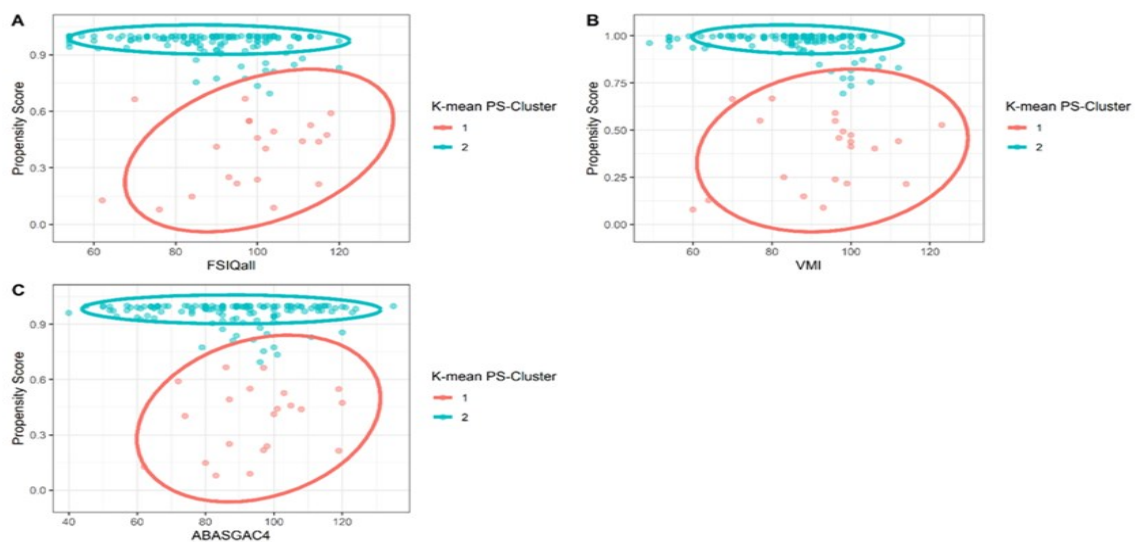 A
Propensity Score
0.9
0.6
0.3
0.0
60 80 100 120
FSIQall
K-mean PS-Cluster
1
2
B
Propensity Score
1.00
0.75
0.50
0.25
0.00
60 80 100 120
VMI
K-mean PS-Cluster
1
2
C
Propensity Score
0.9
0.6
0.3
0.0
40 60 80 100 120
ABASGAC4
K-mean PS-Cluster
1
2